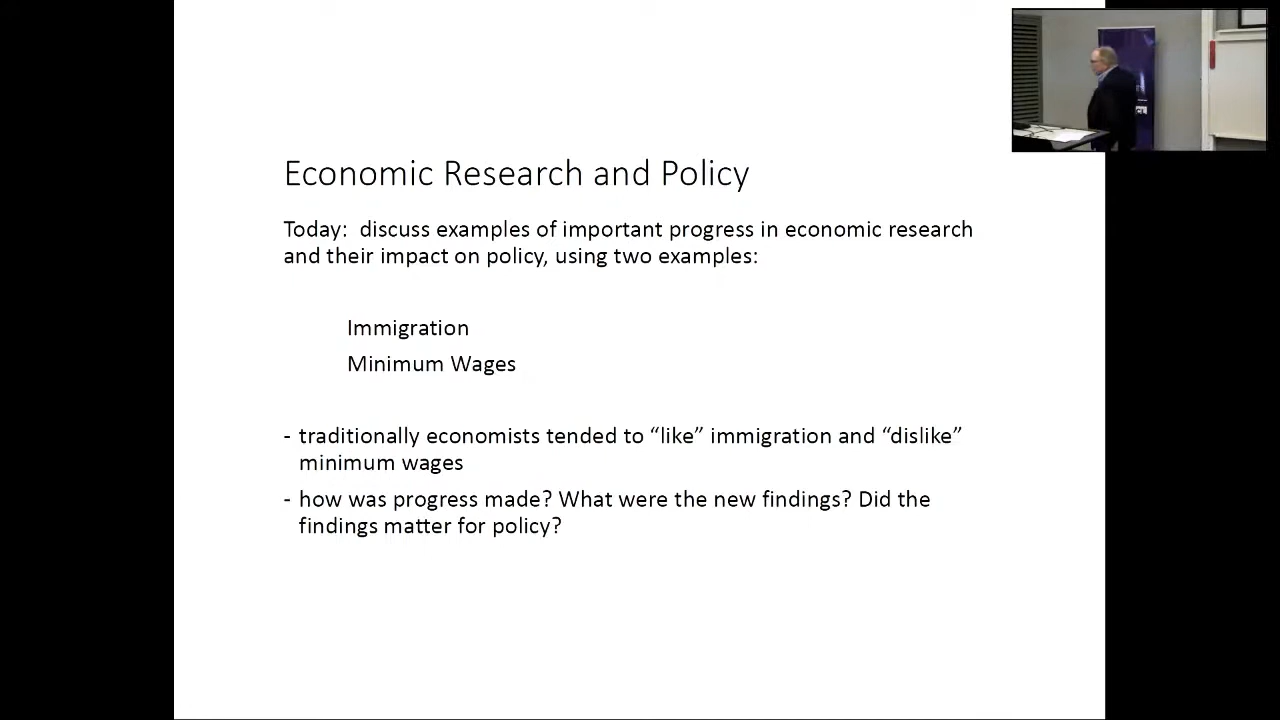 Economic Research and Policy
Today:  discuss examples of important progress in economic research
and their impact on policy, using two examples:
Immigration
Minimum Wages
- traditionally economists tended to “like” immigration and “dislike”
minimum wages
- how was progress made? What were the new findings? Did the
findings matter for policy?